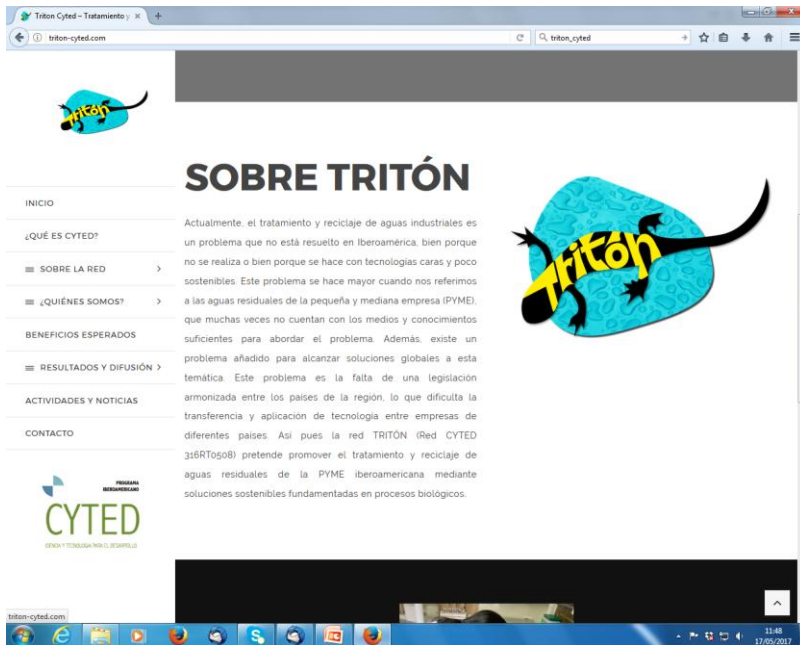 Triton Cyted – Tratamiento y
triton-cyted.com
triton_cyted
Tritón
INICIO
¿QUÉ ES CYTED?
SOBRE LA RED
¿QUIÉNES SOMOS?
BENEFICIOS ESPERADOS
RESULTADOS Y DIFUSIÓN
ACTIVIDADES Y NOTICIAS
CONTACTO
PROGRAMA
IBEROAMERICANO
CYTED
CIENCIA Y TECNOLOGÍA PARA EL DESARROLLO
SOBRE TRITÓN
Actualmente, el tratamiento y reciclaje de aguas industriales es
un problema que no está resuelto en Iberoamérica, bien porque
no se realiza o bien porque se hace con tecnologías caras y poco
sostenibles. Este problema se hace mayor cuando nos referimos
a las aguas residuales de la pequeña y mediana empresa (PYME),
que muchas veces no cuentan con los medios y conocimientos
suficientes para abordar el problema. Además, existe un
problema añadido para alcanzar soluciones globales a esta
temática. Este problema es la falta de una legislación
armonizada entre los países de la región, lo que dificulta la
transferencia y aplicación de tecnología entre empresas de
diferentes países. Así pues la red TRITÓN (Red CYTED
316RT0508) pretende promover el tratamiento y reciclaje de
aguas residuales de la PYME iberoamericana mediante
soluciones sostenibles fundamentadas en procesos biológicos.
Tritón
triton-cyted.com
11:48
17/05/2017